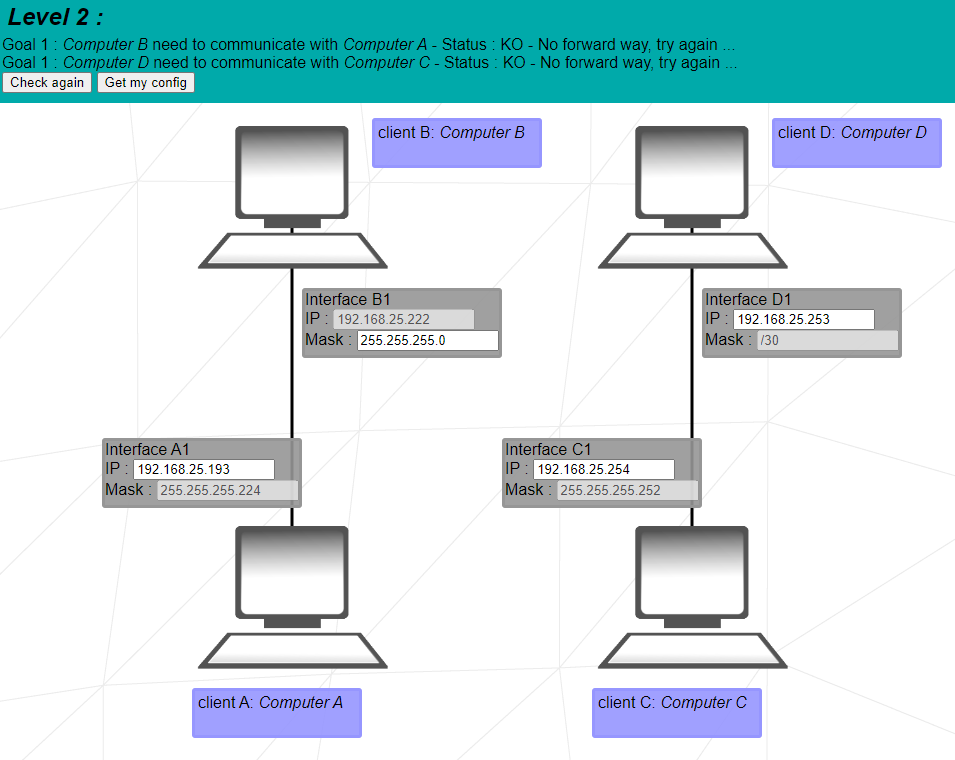 Level 2 :
Goal 1 : Computer B need to communicate with Computer A - Status : KO - No forward way, try again ...
Goal 1 : Computer D need to communicate with Computer C - Status : KO - No forward way, try again ...
Check again Get my config
client B: Computer B
client D: Computer D
Interface B1
IP : 192.168.25.222
Mask : 255.255.255.0
Interface D1
IP : 192.168.25.253
Mask : /30
Interface A1
IP : 192.168.25.193
Mask : 255.255.255.224
Interface C1
IP : 192.168.25.254
Mask : 255.255.255.252
client A: Computer A
client C: Computer C